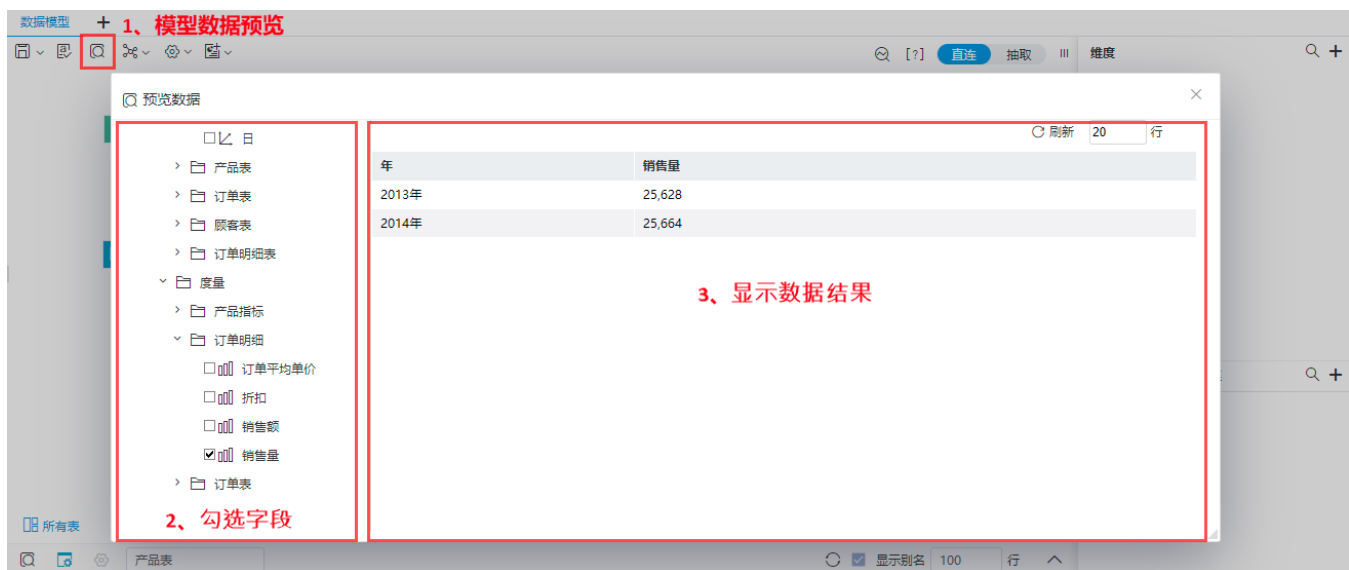 数据模型 + 1、模型数据预览
[?] 直连 抽取 维度
预览数据
日
刷新 20 行
产品表
年 销售量
订单表
2013年 25,628
顾客表
2014年 25,664
订单明细表
度量
3、显示数据结果
产品指标
订单明细
订单平均单价
折扣
销售额
销售量
订单表
2、勾选字段
所有表
产品表 显示别名 100 行